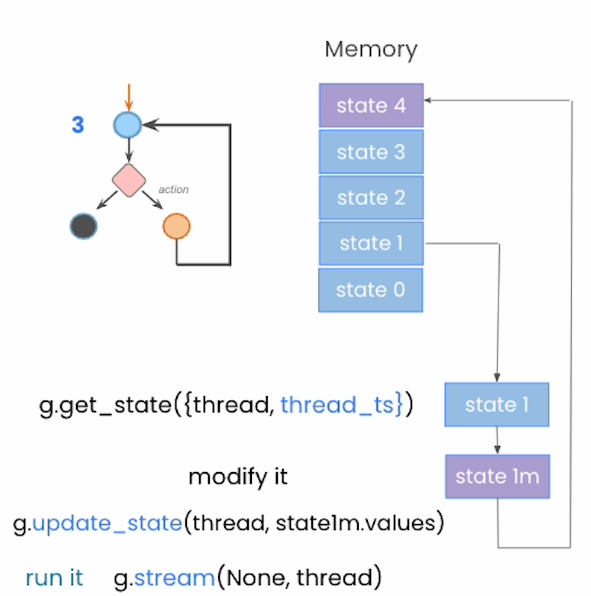 Memory
state 4
3
state 3
action
state 2
state 1
state 0
g.get_state({thread, thread_ts})
state 1
modify it
state 1m
g.update_state(thread, state1m.values)
run it g.stream(None, thread)